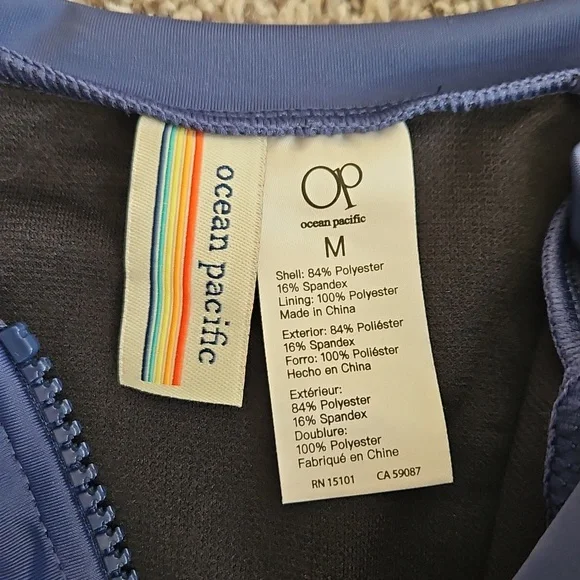 ocean pacific
Op
ocean pacific
M
Shell: 84% Polyester
16% Spandex
Lining: 100% Polyester
Made in China
Exterior: 84% Poliéster
16% Spandex
Forro: 100% Poliéster
Hecho en China
Extérieur:
84% Polyester
16% Spandex
Doublure:
100% Polyester
Fabriqué en Chine
RN 15101 CA 59087